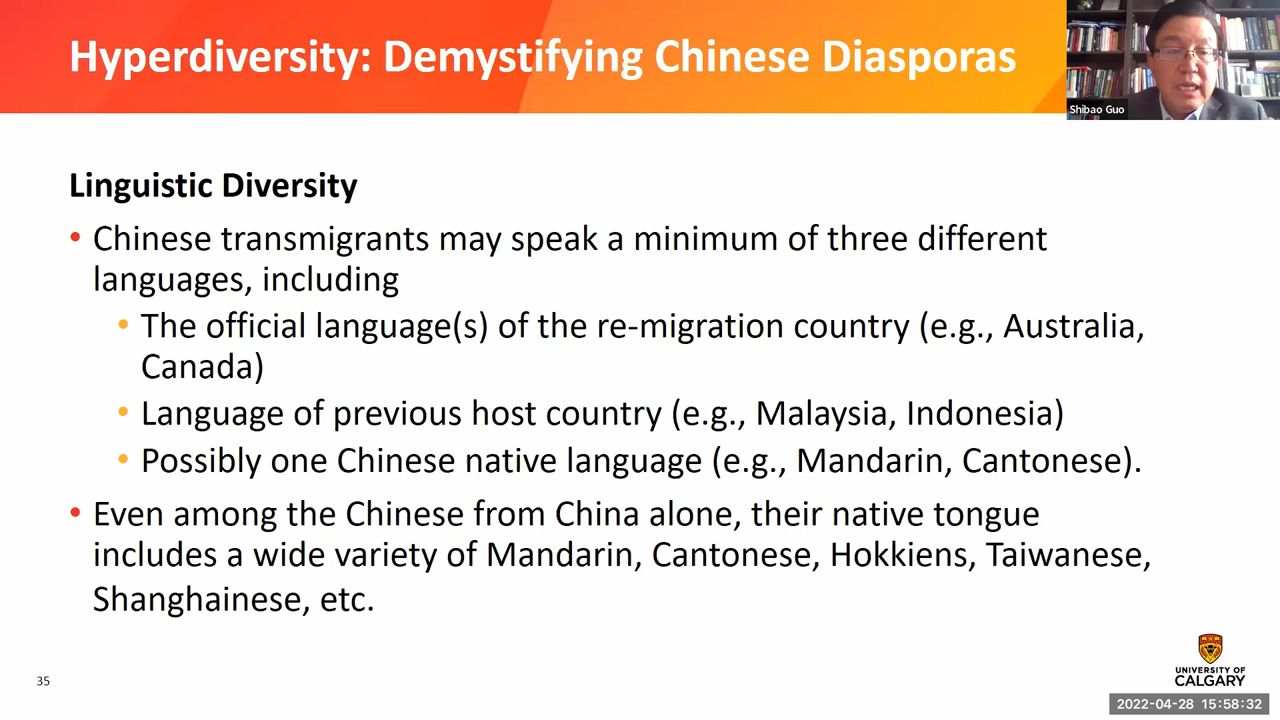 Hyperdiversity: Demystifying Chinese Diasporas
Shibao Guo
Linguistic Diversity
• Chinese transmigrants may speak a minimum of three different
languages, including
• The official language(s) of the re-migration country (e.g., Australia,
Canada)
• Language of previous host country (e.g., Malaysia, Indonesia)
• Possibly one Chinese native language (e.g., Mandarin, Cantonese).
• Even among the Chinese from China alone, their native tongue
includes a wide variety of Mandarin, Cantonese, Hokkiens, Taiwanese,
Shanghainese, etc.
35
UNIVERSITY OF
CALGARY
2022-04-28 15:58:32